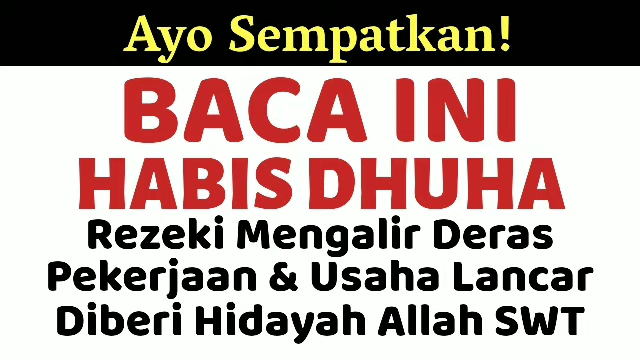 Ayo Sempatkan!
BACA INI
HABIS DHUHA
Rezeki Mengalir Deras
Pekerjaan & Usaha Lancar
Diberi Hidayah Allah SWT